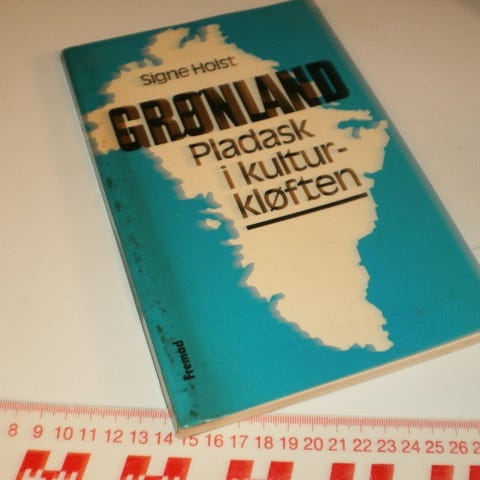 Signe Holst
GRØNLAND
Pladask
i kultur-
kløften
Fremad
8 9 10 11 12 13 14 15 16 17 18 19 20 21 22 23 24 25 26